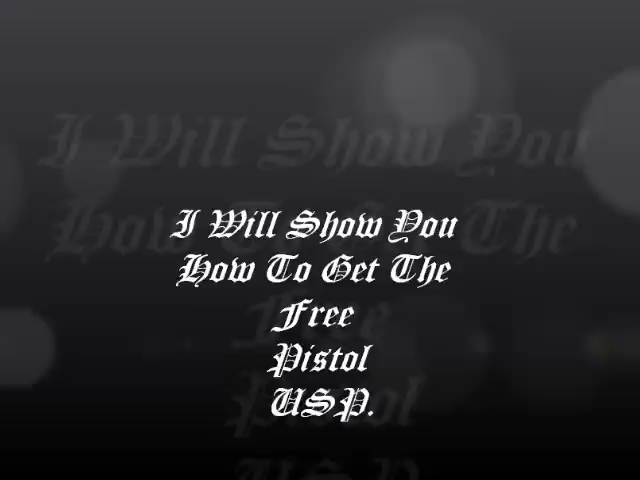 I Will Show You
How To Get The
Free
Pistol
USP.